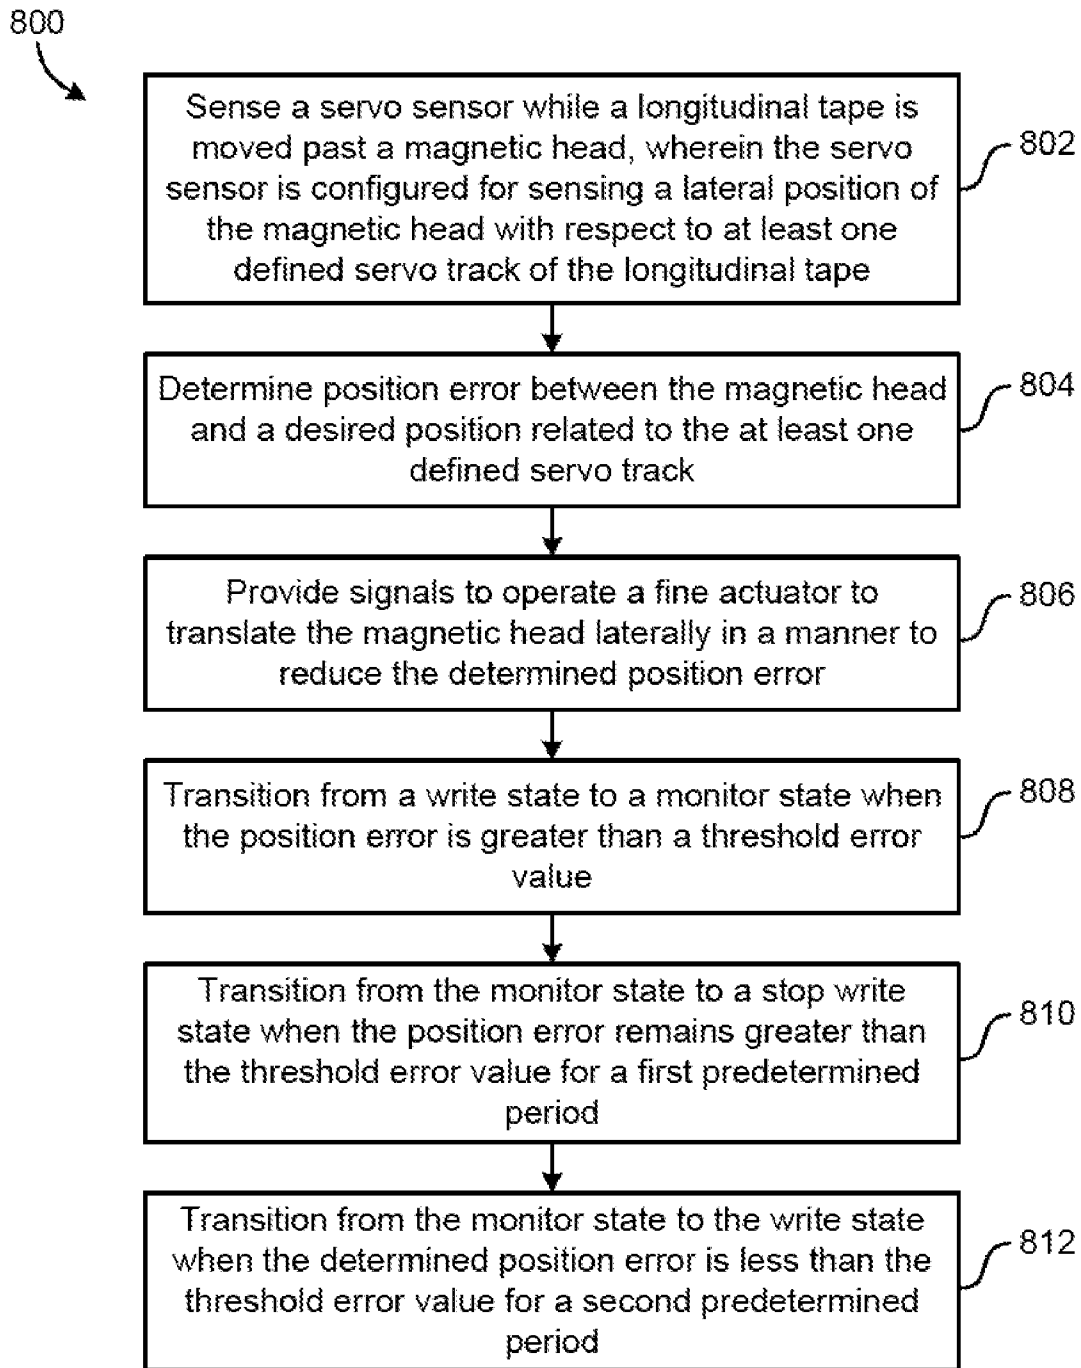 800
Sense a servo sensor while a longitudinal tape is
moved past a magnetic head, wherein the servo
sensor is configured for sensing a lateral position of
the magnetic head with respect to at least one
defined servo track of the longitudinal tape
802
Determine position error between the magnetic head
and a desired position related to the at least one
defined servo track
804
Provide signals to operate a fine actuator to
translate the magnetic head laterally in a manner to
reduce the determined position error
806
Transition from a write state to a monitor state when
the position error is greater than a threshold error
value
808
Transition from the monitor state to a stop write
state when the position error remains greater than
the threshold error value for a first predetermined
period
810
Transition from the monitor state to the write state
when the determined position error is less than the
threshold error value for a second predetermined
period
812